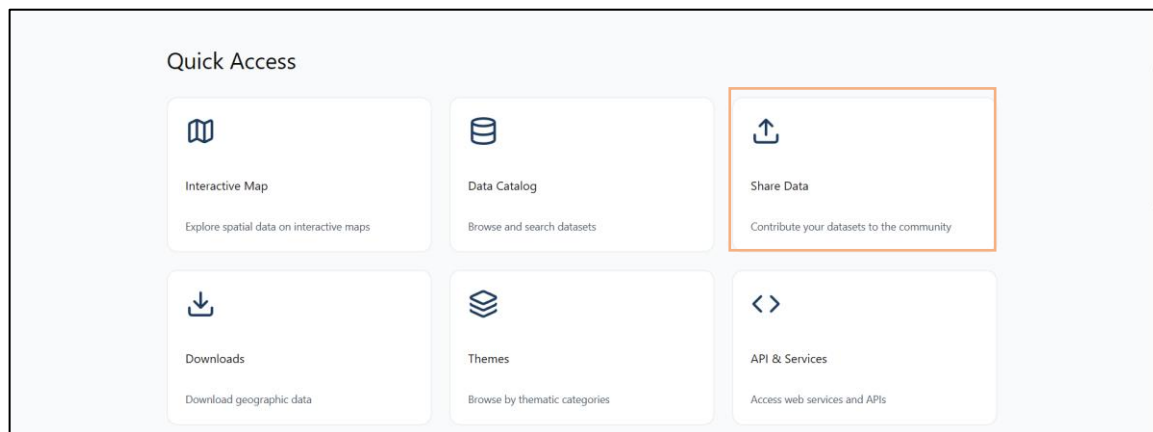 Quick Access
Interactive Map
Explore spatial data on interactive maps
Data Catalog
Browse and search datasets
Share Data
Contribute your datasets to the community
Downloads
Download geographic data
Themes
Browse by thematic categories
API & Services
Access web services and APIs